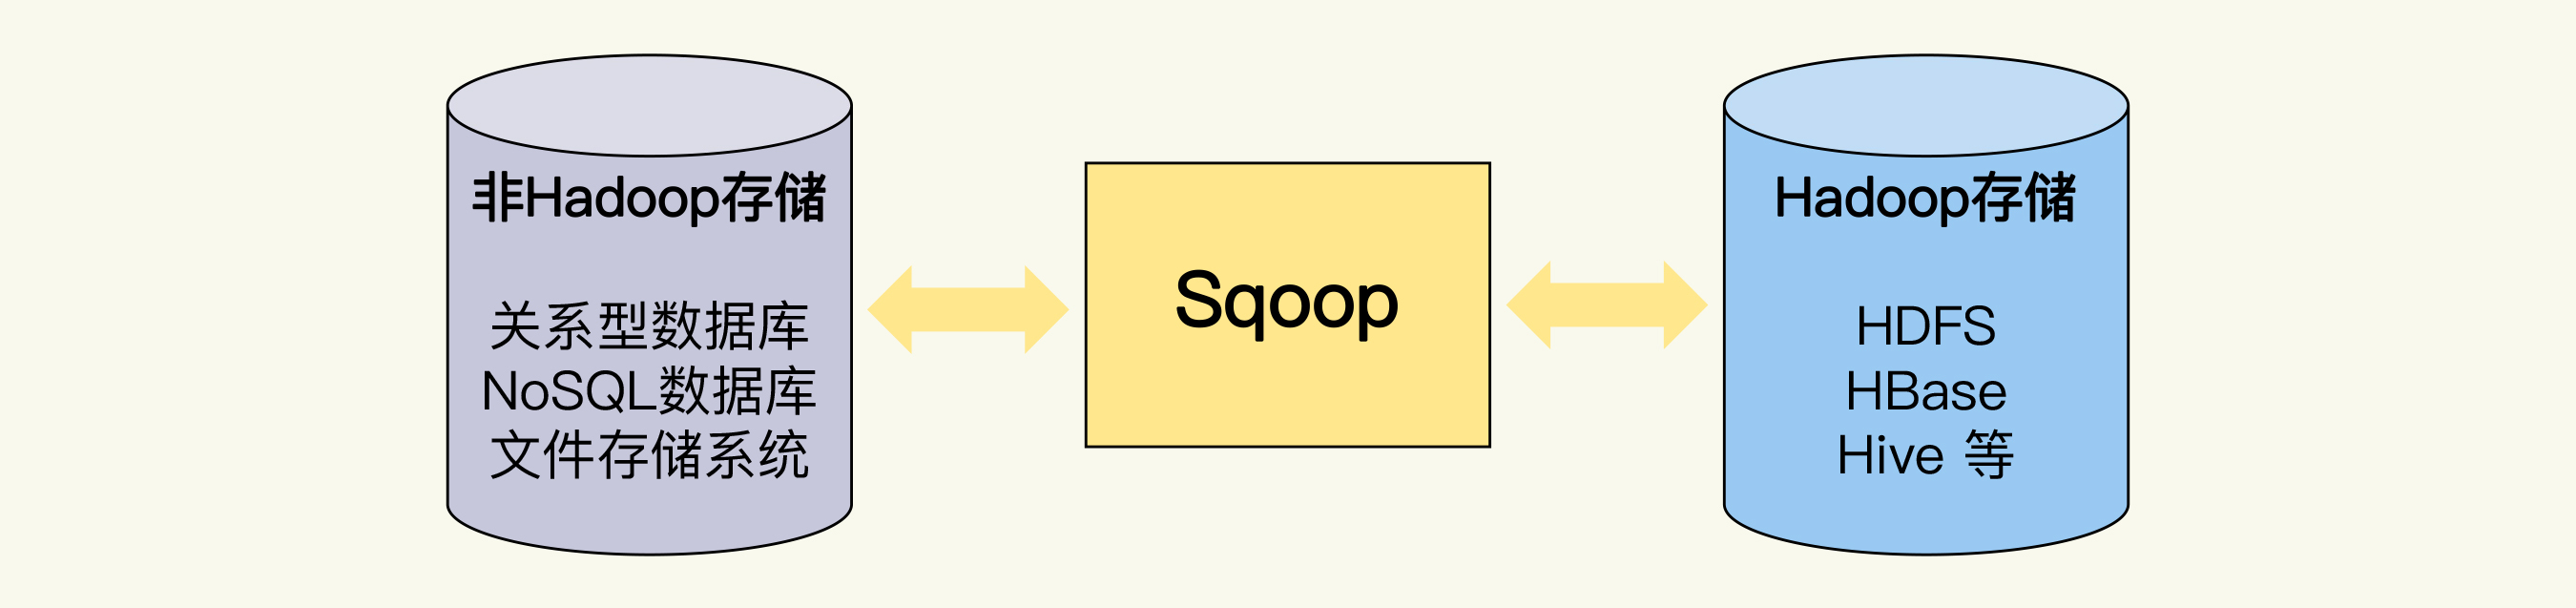 非Hadoop存储
关系型数据库
NoSQL数据库
文件存储系统
Sqoop
Hadoop存储
HDFS
HBase
Hive 等